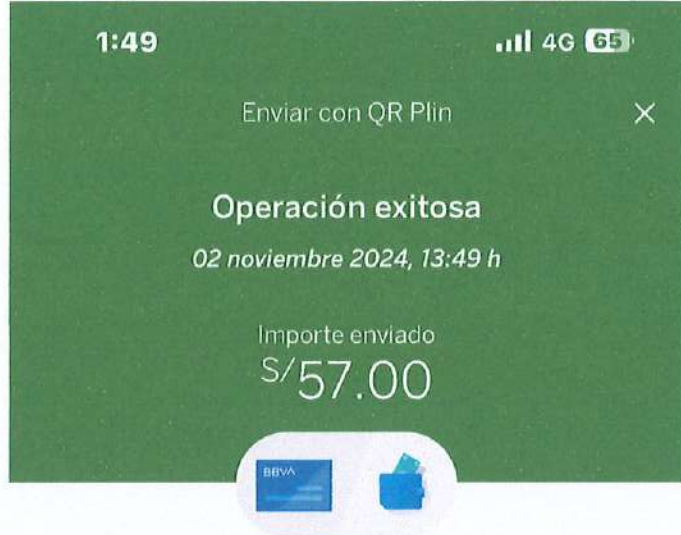 1:49 4G 65
Enviar con QR Plin
Operación exitosa
02 noviembre 2024, 13:49 h
Importe enviado
S/57.00
BBVA